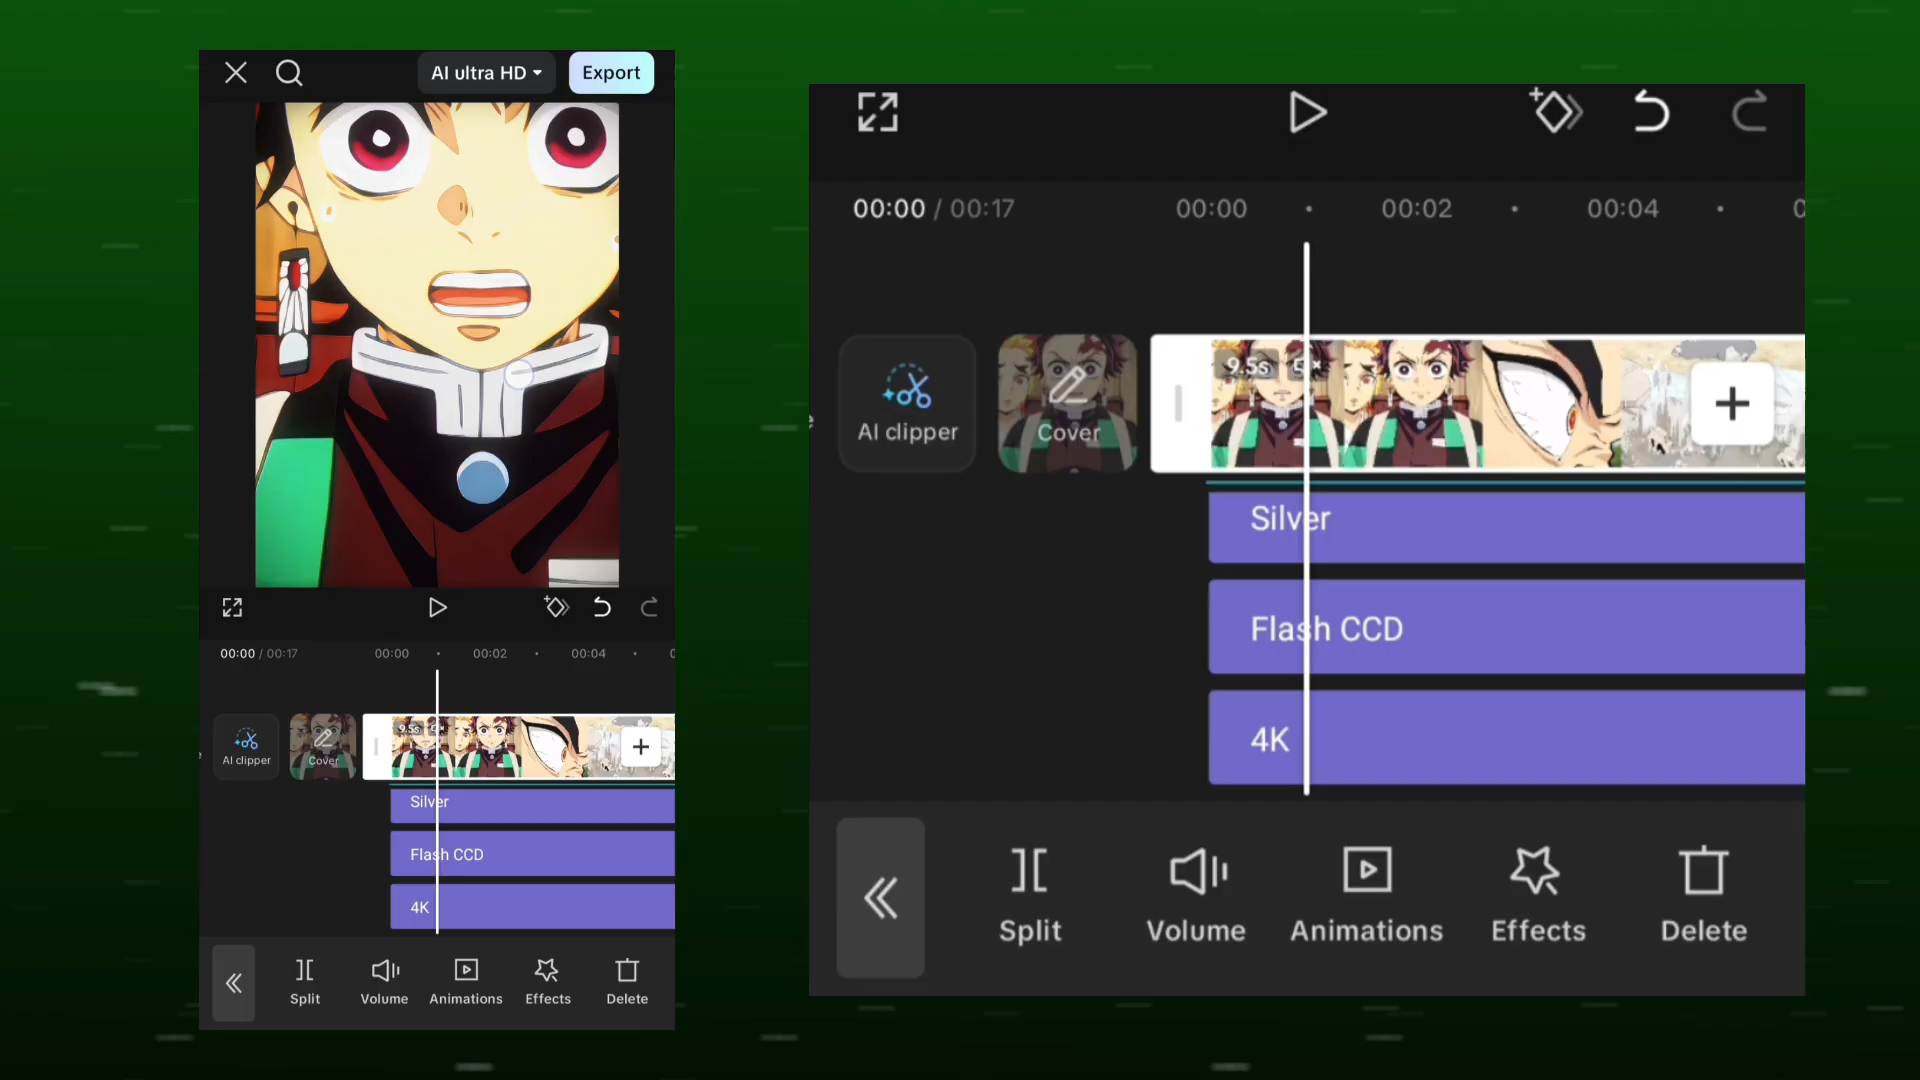 AI ultra HD
Export
00:00 / 00:17
00:00
00:02
00:04
AI clipper
Cover
9.5s
Silver
Flash CCD
4K
Split
Volume
Animations
Effects
Delete
00:00 / 00:17
00:00
00:02
00:04
AI clipper
Cover
9.5s
Silver
Flash CCD
4K
Split
Volume
Animations
Effects
Delete